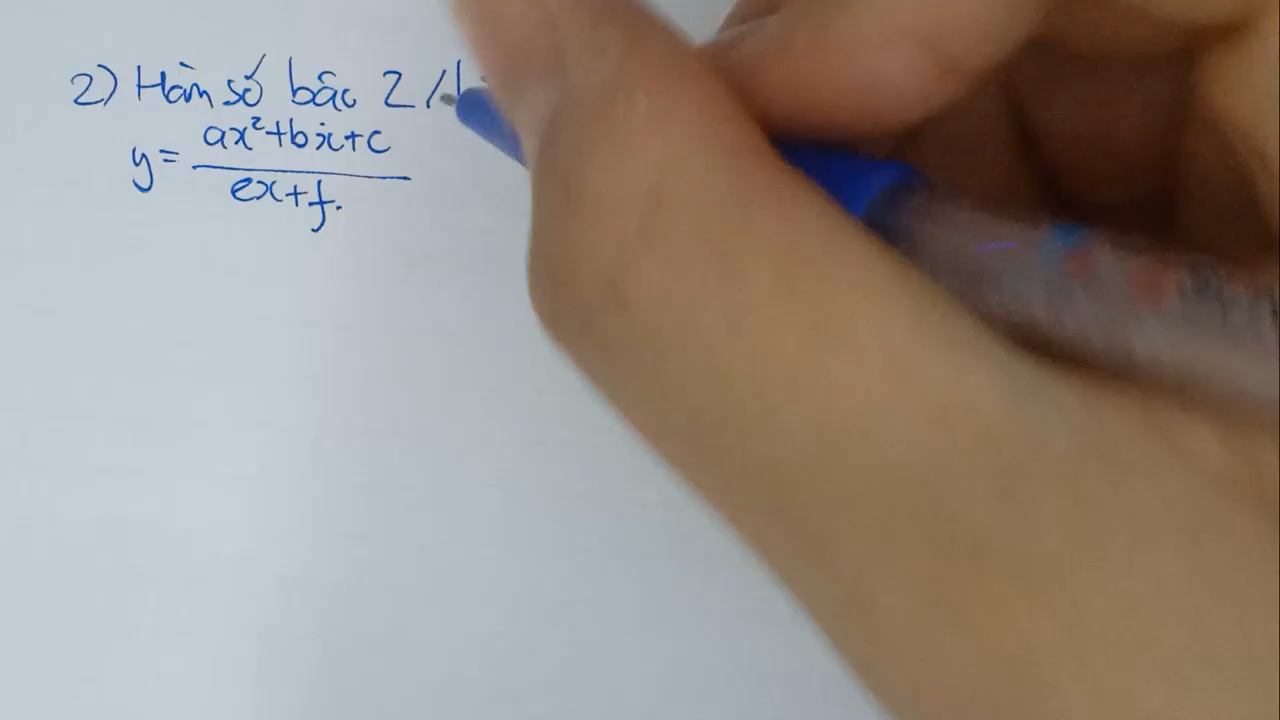 2) Hàm số bậc 2 /
y = ax²+bx+c / ex+f.